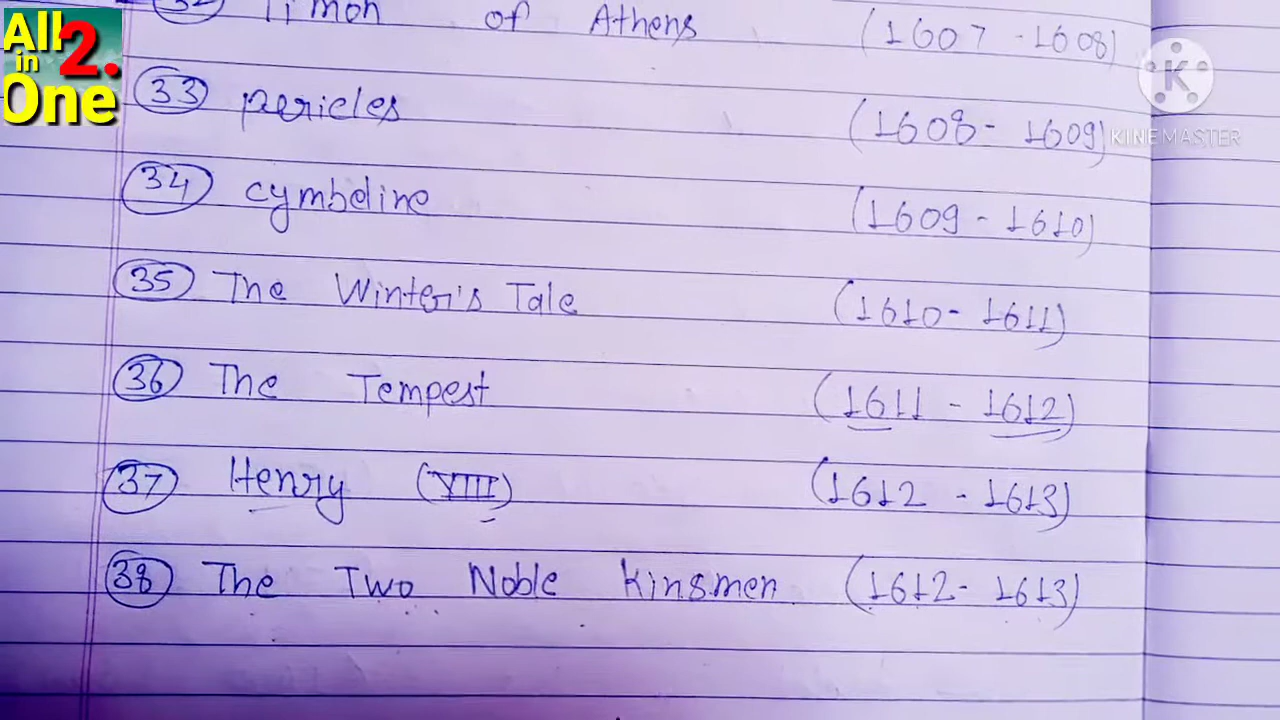 All
in 2.
One
32 Timon of Athens (1607 - 1608)
33 pericles (1608 - 1609)
KINEMASTER
34 cymbeline (1609 - 1610)
35 The Winter's Tale (1610 - 1611)
36 The Tempest (1611 - 1612)
37 Henry (VIII) (1612 - 1613)
38 The Two Noble Kinsmen (1612 - 1613)